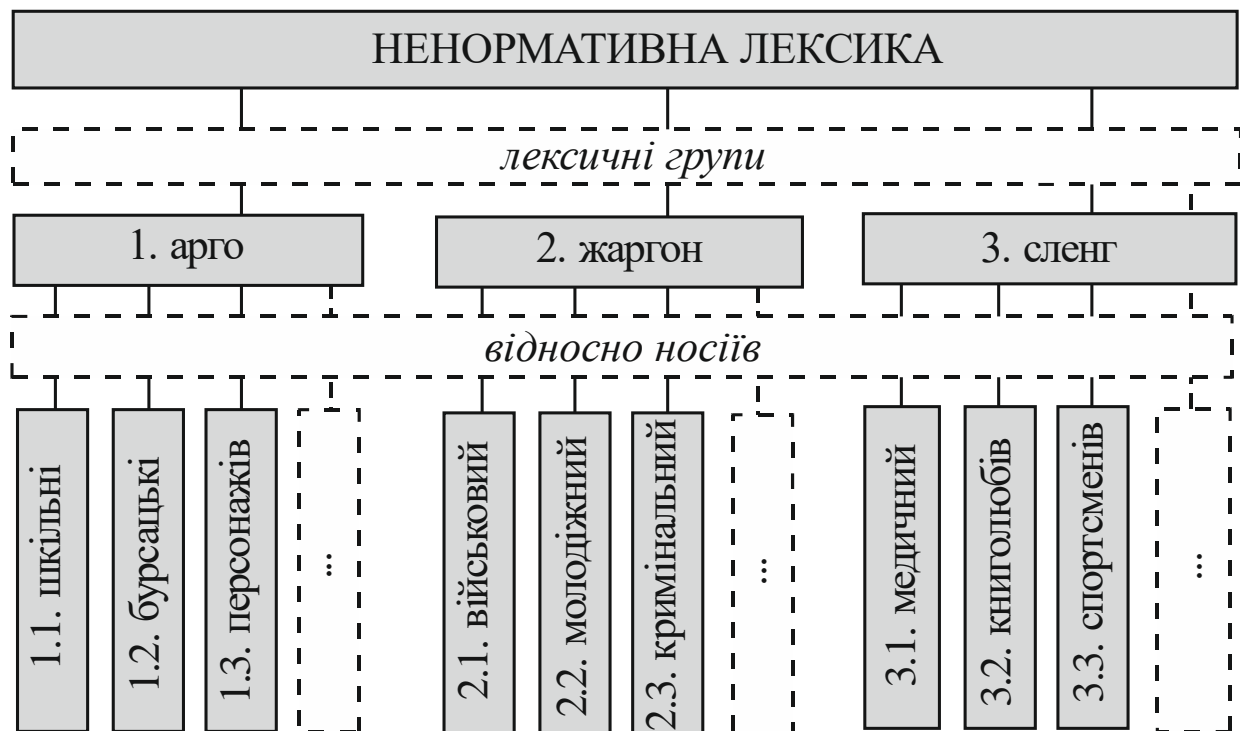 НЕНОРМАТИВНА ЛЕКСИКА
лексичні групи
1. арго
2. жаргон
3. сленг
відносно носіїв
1.1. шкільні
1.2. бурсацькі
1.3. персонажів
...
2.1. військовий
2.2. молодіжний
2.3. кримінальний
...
3.1. медичний
3.2. книголюбів
3.3. спортсменів
...